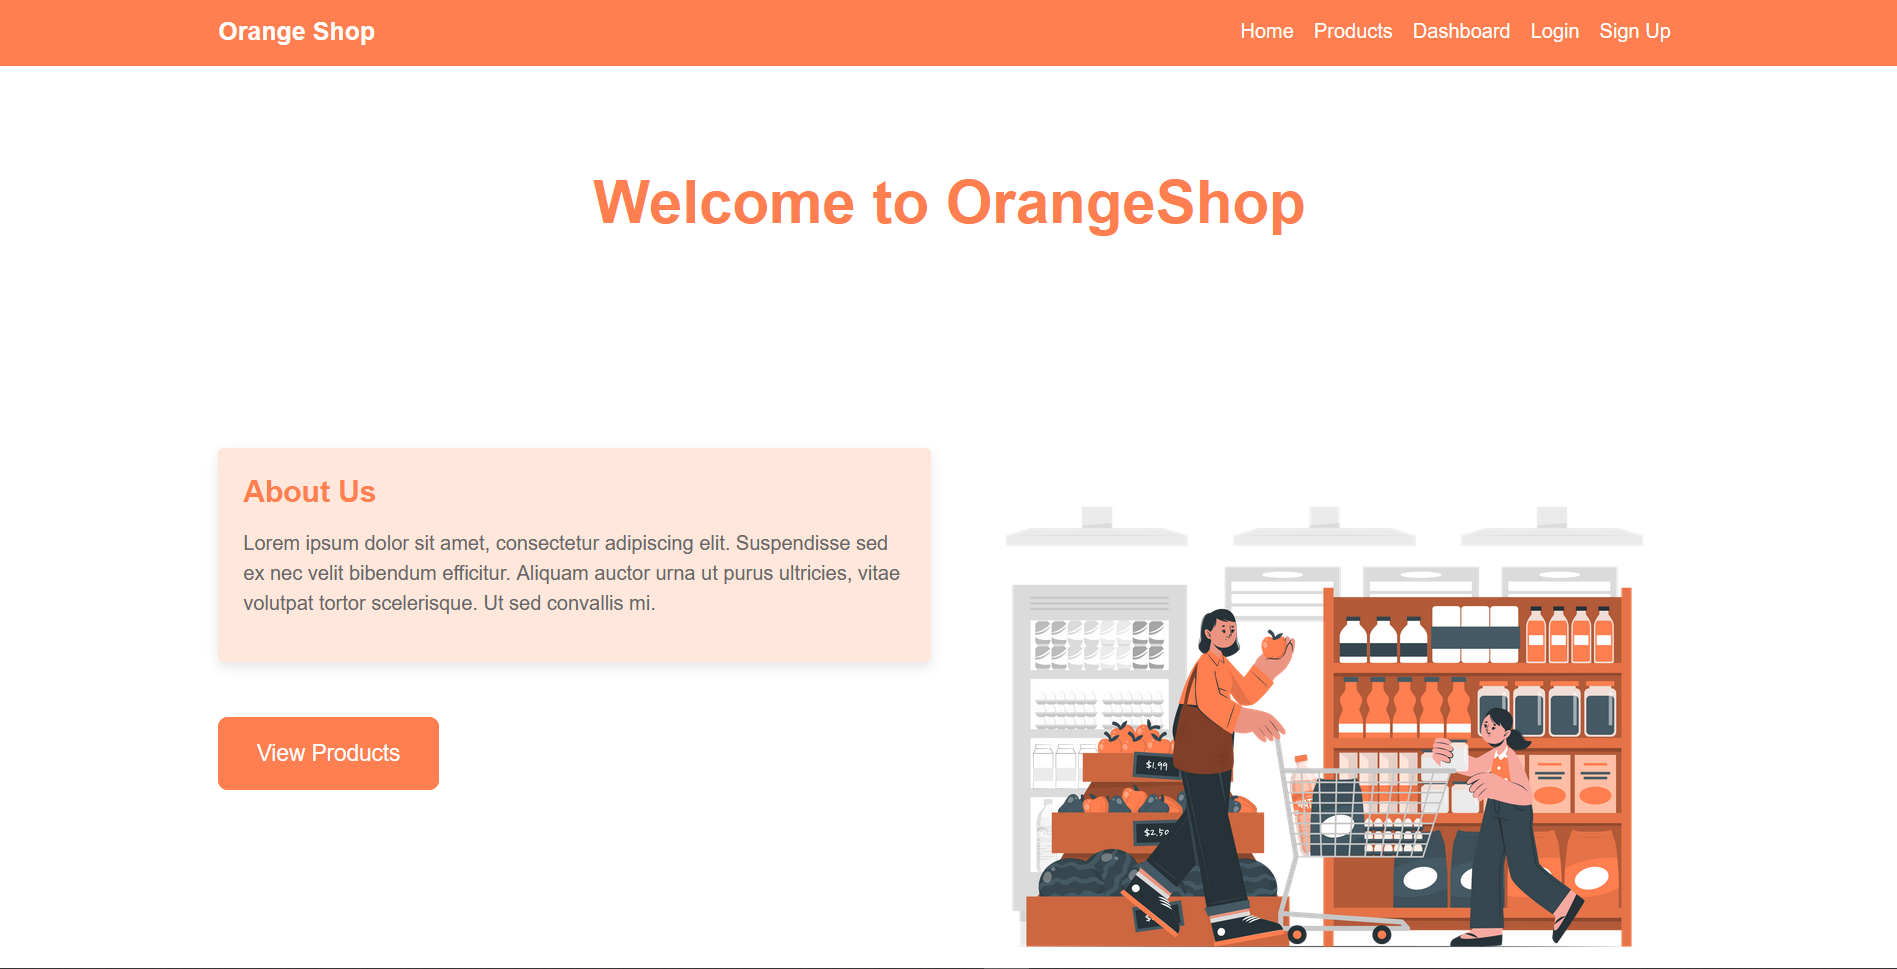 Orange Shop
Home Products Dashboard Login Sign Up
Welcome to OrangeShop
About Us
Lorem ipsum dolor sit amet, consectetur adipiscing elit. Suspendisse sed
ex nec velit bibendum efficitur. Aliquam auctor urna ut purus ultricies, vitae
volutpat tortor scelerisque. Ut sed convallis mi.
View Products
$1.99
$2.50